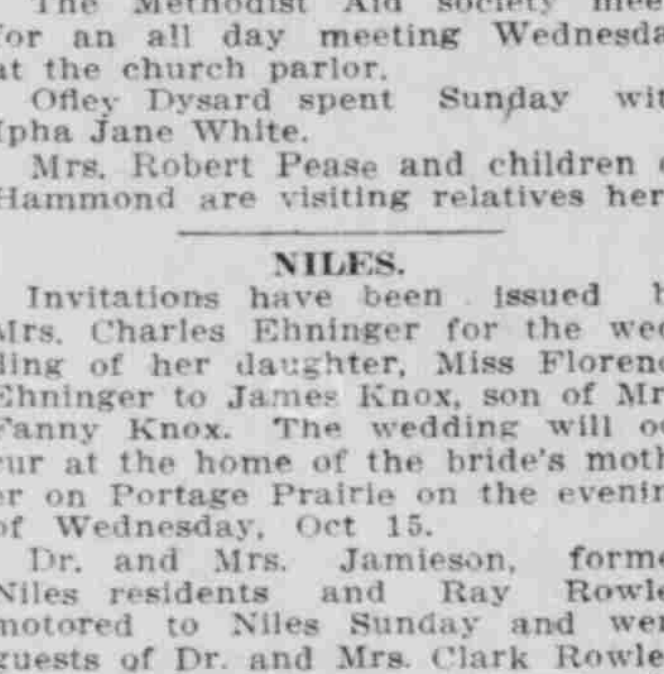 The Methodist Aid society meet
for an all day meeting Wednesda
at the church parlor.
Ofley Dysard spent Sunday wit
Ipha Jane White.
Mrs. Robert Pease and children o
Hammond are visiting relatives her
NILES.
Invitations have been issued b
Mrs. Charles Ehninger for the wed
ding of her daughter, Miss Florenc
Ehninger to James Knox, son of Mr
Fanny Knox. The wedding will oc
cur at the home of the bride's moth
er on Portage Prairie on the evenin
of Wednesday, Oct 15.
Dr. and Mrs. Jamieson, forme
Niles residents and Ray Rowle
motored to Niles Sunday and wer
guests of Dr. and Mrs. Clark Rowle